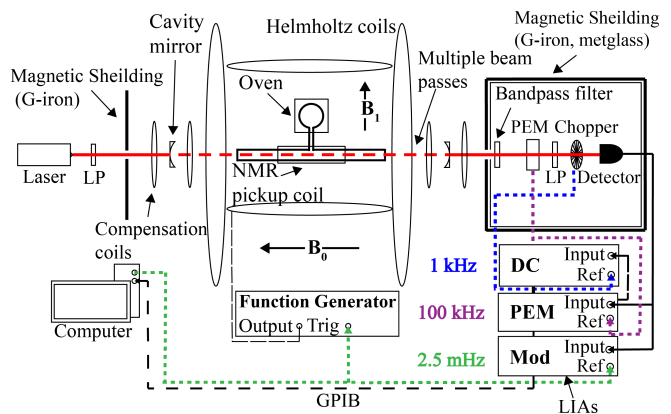 Helmholtz coils
Cavity
mirror
Magnetic Sheilding
(G-iron, metglass)
Magnetic Sheilding
(G-iron)
Multiple beam
passes
Bandpass filter
Oven
B1
PEM Chopper
Laser
LP
NMR
pickup coil
LP
Detector
Compensation
coils
B0
1 kHz
DC
Input
Ref
Computer
Function Generator
Output
Trig
100 kHz
PEM
Input
Ref
2.5 mHz
Mod
Input
Ref
GPIB
LIAs